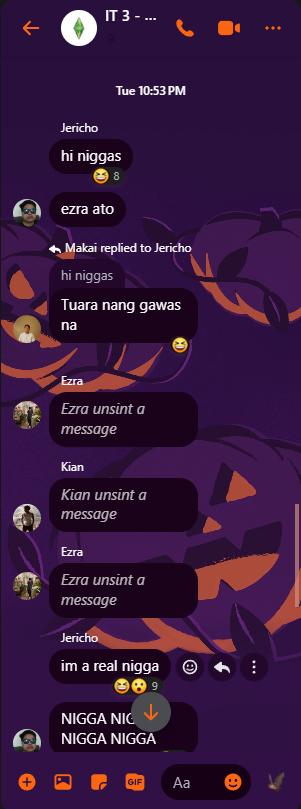 IT 3 - ...
Tue 10:53 PM
Jericho
hi niggas
8
ezra ato
Makai replied to Jericho
hi niggas
Tuara nang gawas
na
Ezra
Ezra unsint a
message
Kian
Kian unsint a
message
Ezra
Ezra unsint a
message
Jericho
im a real nigga
9
NIGGA
NIGGA NIGGA
GIF
Aa